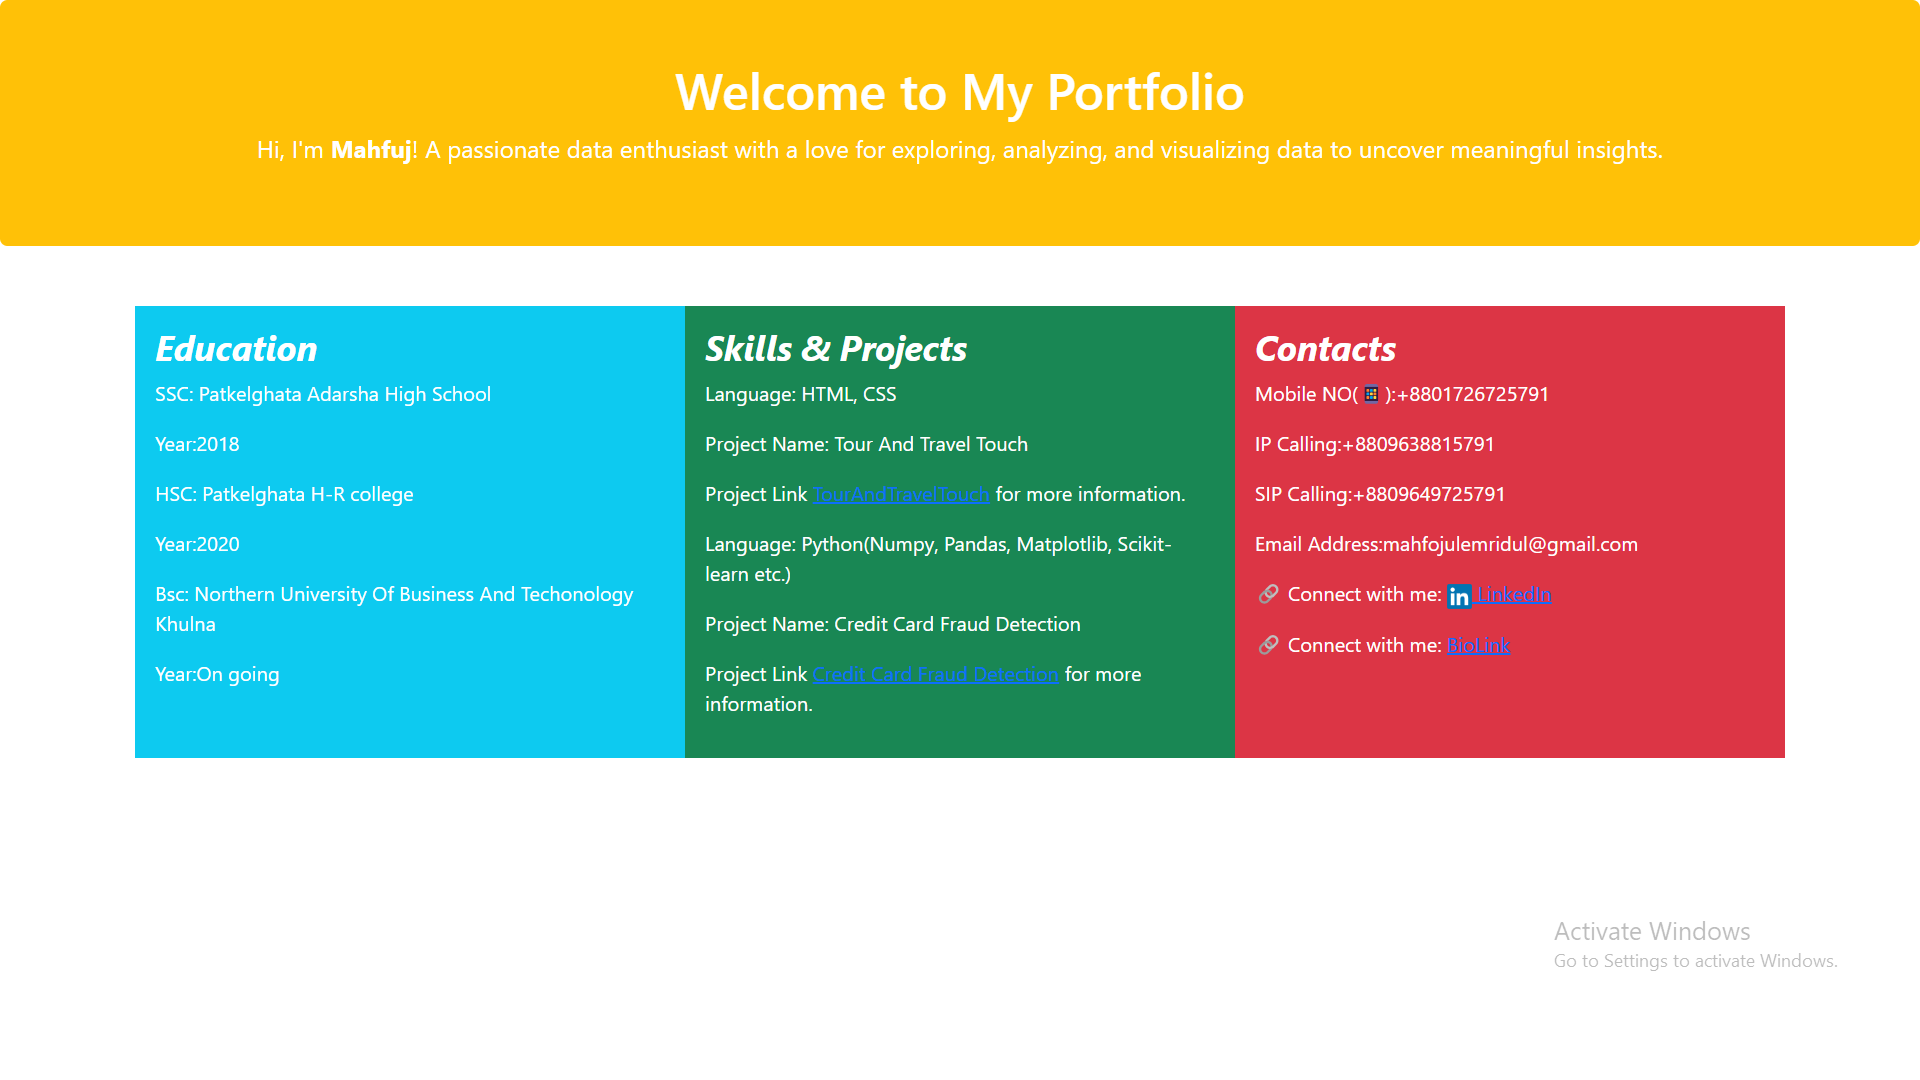 Welcome to My Portfolio
Hi, I'm Mahfuj! A passionate data enthusiast with a love for exploring, analyzing, and visualizing data to uncover meaningful insights.
Education
SSC: Patkelghata Adarsha High School
Year:2018
HSC: Patkelghata H-R college
Year:2020
Bsc: Northern University Of Business And Techonology
Khulna
Year:On going
Skills & Projects
Language: HTML, CSS
Project Name: Tour And Travel Touch
Project Link TourAndTravelTouch for more information.
Language: Python(Numpy, Pandas, Matplotlib, Scikit-
learn etc.)
Project Name: Credit Card Fraud Detection
Project Link Credit Card Fraud Detection for more
information.
Contacts
Mobile NO(📱):+8801726725791
IP Calling:+8809638815791
SIP Calling:+8809649725791
Email Address:mahfojulemridul@gmail.com
🔗 Connect with me: in LinkedIn
🔗 Connect with me: BioLink
Activate Windows
Go to Settings to activate Windows.